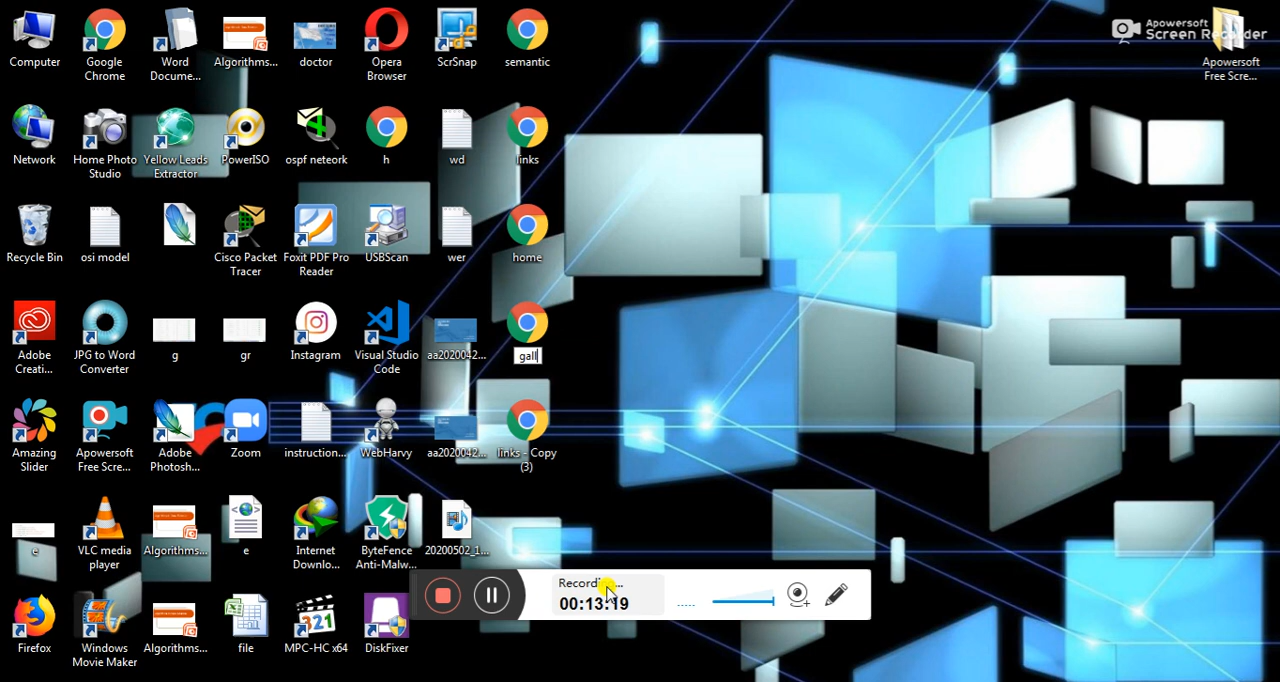 Computer
Google
Chrome
Word
Docume...
Algorithms...
doctor
Opera
Browser
ScrSnap
semantic
Apowersoft
Screen Recorder
Apowersoft
Free Scre...
Network
Home Photo
Studio
Yellow Leads
Extractor
PowerISO
ospf neteork
h
wd
links
Recycle Bin
osi model
Cisco Packet
Tracer
Foxit PDF Pro
Reader
USBScan
wer
home
Adobe
Creati...
JPG to Word
Converter
g
gr
Instagram
Visual Studio
Code
aa2020042...
gall
Amazing
Slider
Apowersoft
Free Scre...
Adobe
Photosh...
Zoom
instruction...
WebHarvy
aa2020042...
links - Copy
(3)
e
VLC media
player
Algorithms...
e
Internet
Downlo...
ByteFence
Anti-Malw...
20200502_1...
Recording...
00:13:19
Firefox
Windows
Movie Maker
Algorithms...
file
321
MPC-HC x64
DiskFixer